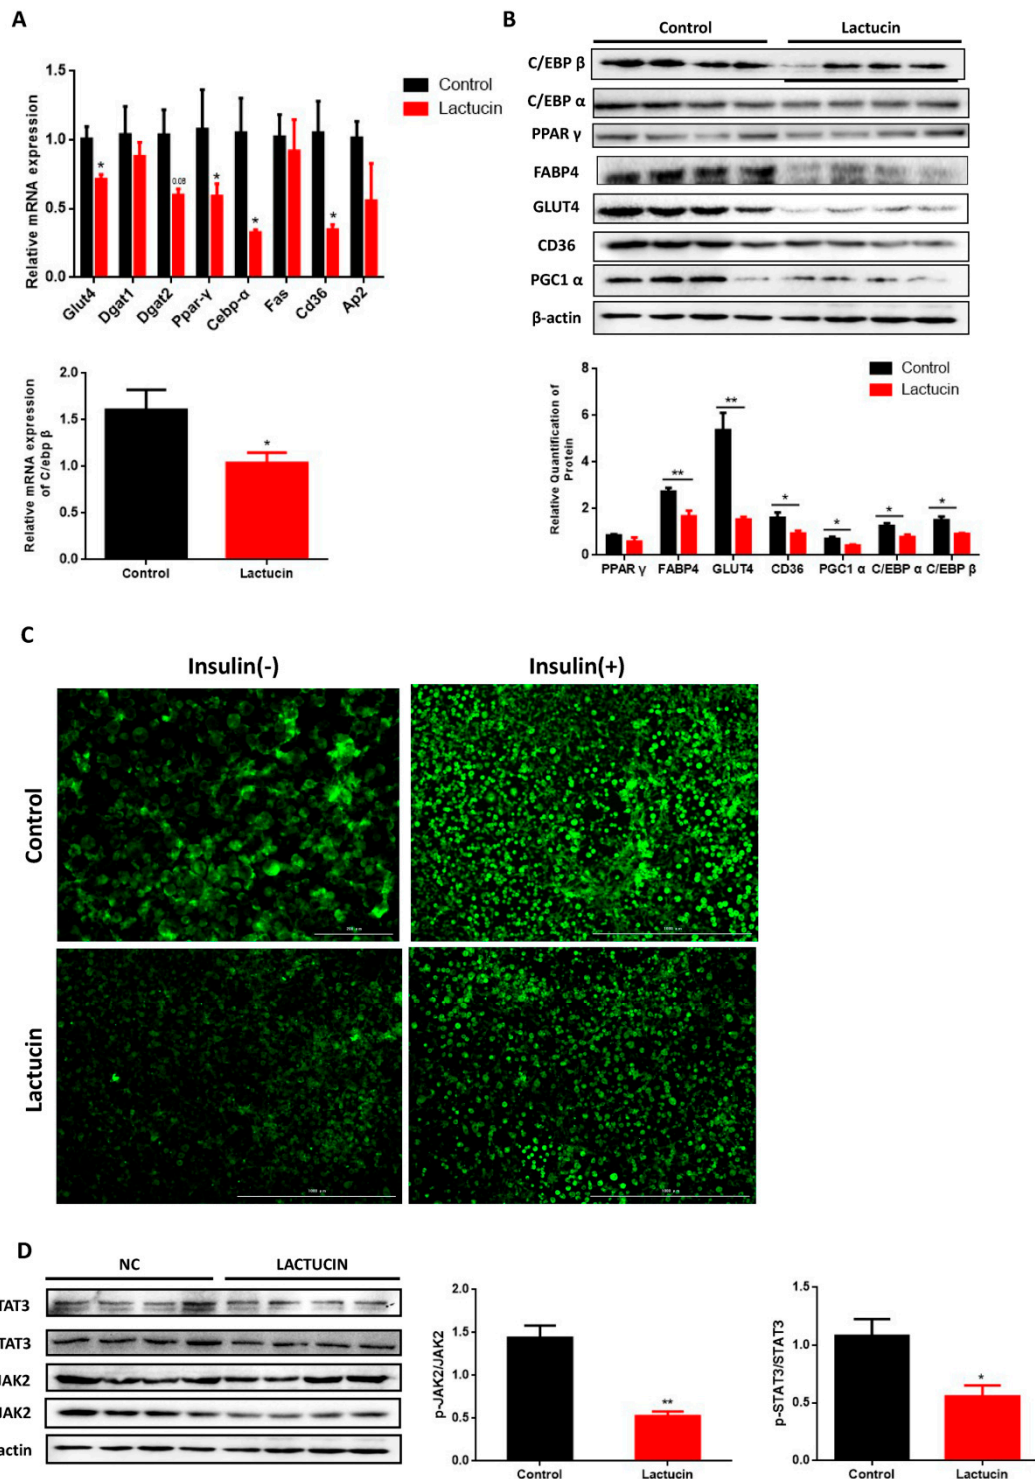 A
1.5
1.0
0.5
0.0
Relative mRNA expression
Control
Lactucin
*
0.08
*
*
*
Glut4
Dgat1
Dgat2
Ppar-γ
Cebp-α
Fas
Cd36
Ap2
2.0
1.5
1.0
0.5
0.0
Relative mRNA expression
of C/ebp β
*
Control
Lactucin
B
Control
Lactucin
C/EBP β
C/EBP α
PPAR γ
FABP4
GLUT4
CD36
PGC1 α
β-actin
8
6
4
2
0
Relative Quantification of
Protein
Control
Lactucin
**
**
*
*
*
*
PPAR γ
FABP4
GLUT4
CD36
PGC1 α
C/EBP α
C/EBP β
C
Insulin(-)
Insulin(+)
Control
Lactucin
D
NC
LACTUCIN
TAT3
TAT3
JAK2
JAK2
actin
2.0
1.5
1.0
0.5
0.0
p-JAK2/JAK2
**
Control
Lactucin
1.5
1.0
0.5
0.0
p-STAT3/STAT3
*
Control
Lactucin